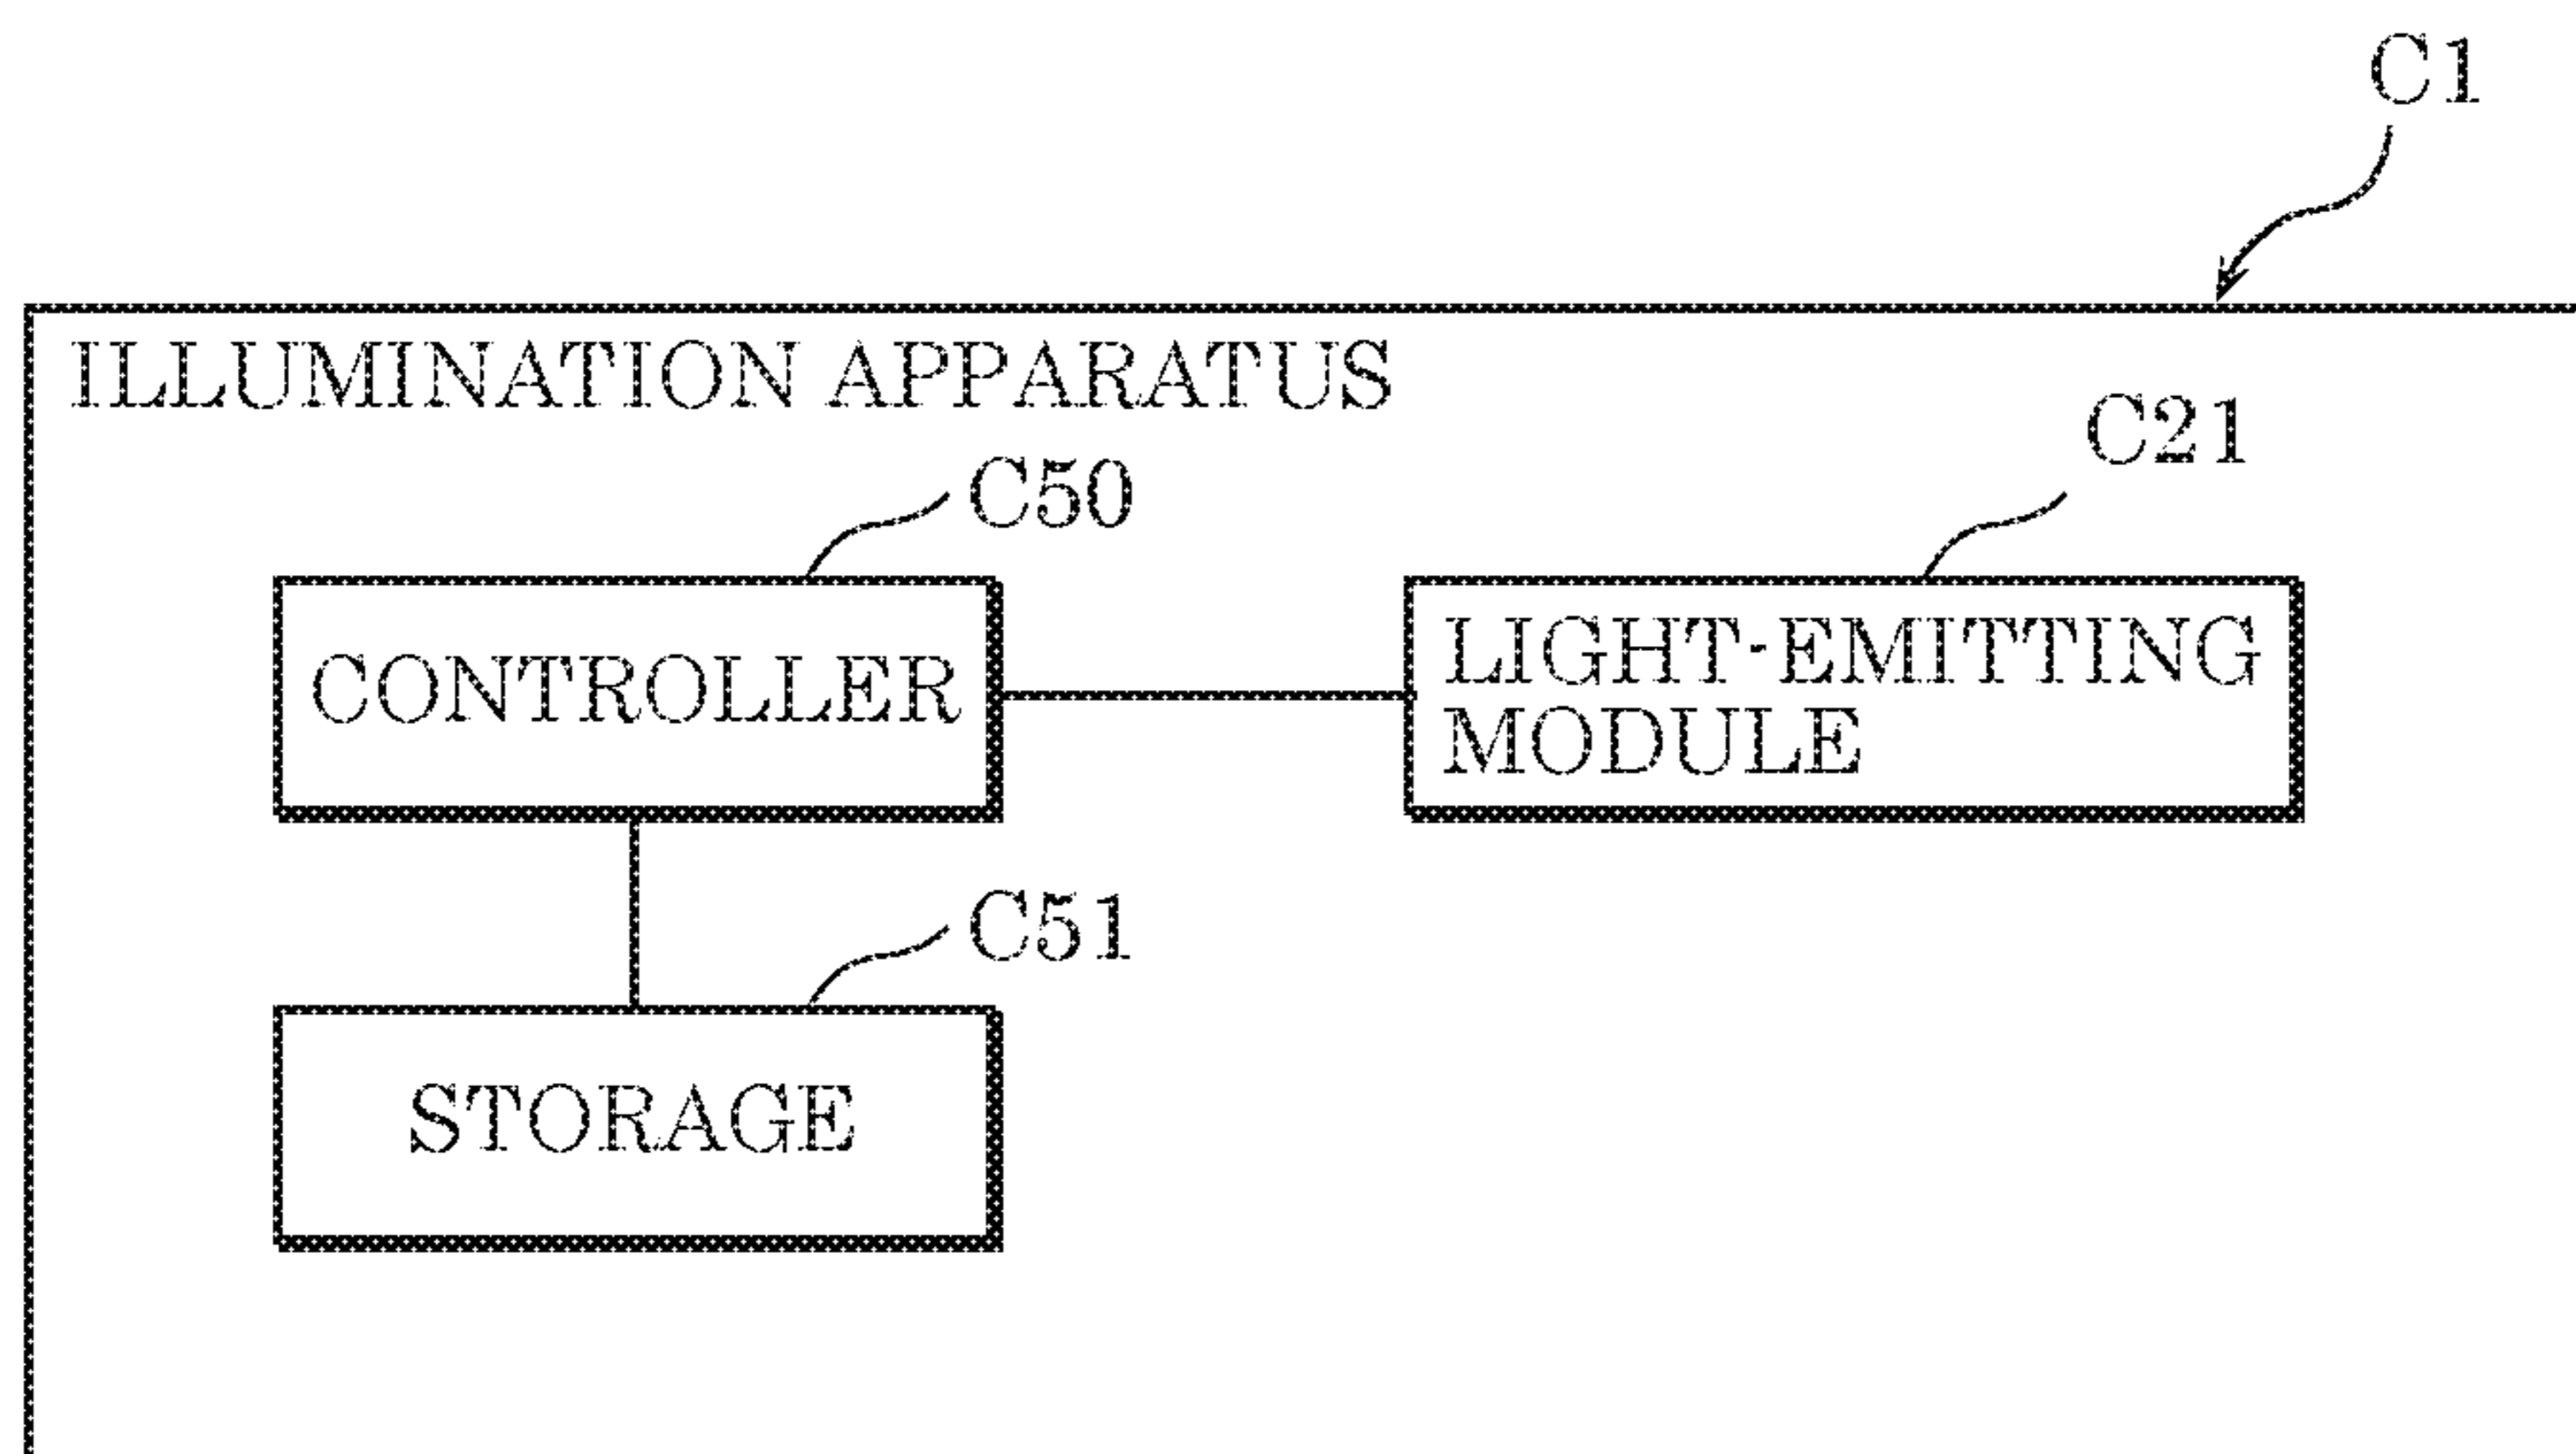 C1
ILLUMINATION APPARATUS
C21
C50
CONTROLLER
LIGHT-EMITTING
MODULE
C51
STORAGE